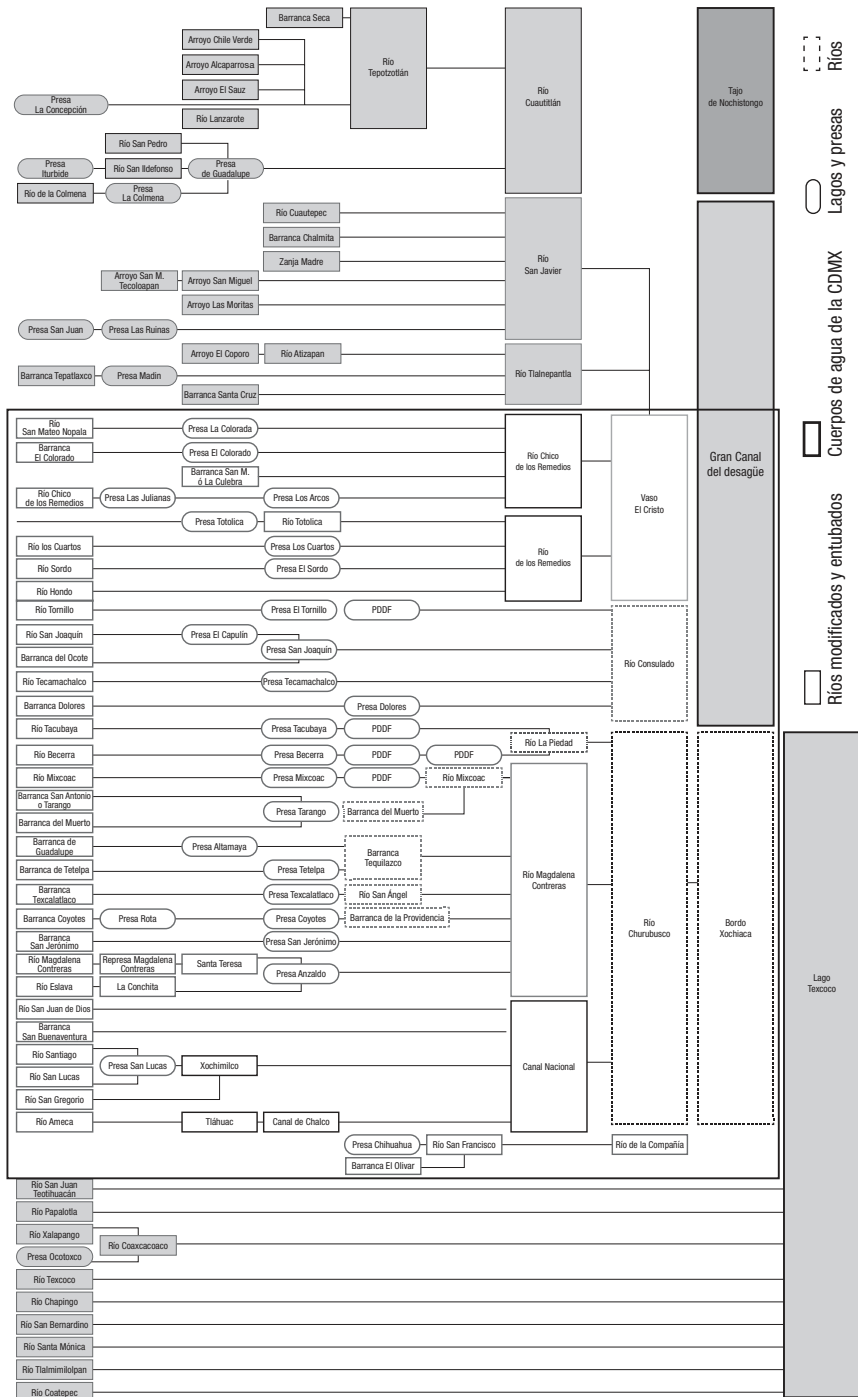 Barranca Seca
Arroyo Chile Verde
Arroyo Alcaparrosa
Arroyo El Sauz
Presa
La Concepción
Río Lanzarote
Río
Tepotzotlán
Río
Cuautitlán
Tajo
de Nochistongo
Río San Pedro
Presa
Iturbide
Río San Ildefonso
Presa
de Guadalupe
Río de la Colmena
Presa
La Colmena
Río Cuautepec
Barranca Chalmita
Zanja Madre
Arroyo San M.
Tecoloapan
Arroyo San Miguel
Arroyo Las Moritas
Presa San Juan
Presa Las Ruinas
Río
San Javier
Arroyo El Coporo
Río Atizapan
Barranca Tepatlaxco
Presa Madin
Barranca Santa Cruz
Río Tlalnepantla
Río
San Mateo Nopala
Presa La Colorada
Barranca
El Colorado
Presa El Colorado
Barranca San M.
ó La Culebra
Río Chico
de los Remedios
Presa Las Julianas
Presa Los Arcos
Río Chico
de los Remedios
Gran Canal
del desagüe
Vaso
El Cristo
Presa Totolica
Río Totolica
Río los Cuartos
Presa Los Cuartos
Río Sordo
Presa El Sordo
Río Hondo
Río
de los Remedios
Río Tornillo
Presa El Tornillo
PDDF
Río San Joaquín
Presa El Capulín
Barranca del Ocote
Presa San Joaquín
Río Tecamachalco
Presa Tecamachalco
Barranca Dolores
Presa Dolores
Río Consulado
Río Tacubaya
Presa Tacubaya
PDDF
Río La Piedad
Río Becerra
Presa Becerra
PDDF
PDDF
Río Mixcoac
Presa Mixcoac
PDDF
Río Mixcoac
Barranca San Antonio
o Tarango
Presa Tarango
Barranca del Muerto
Barranca del Muerto
Barranca de
Guadalupe
Presa Altamaya
Barranca
Tequilazco
Barranca de Tetelpa
Presa Tetelpa
Barranca
Texcalatlaco
Presa Texcalatlaco
Río San Ángel
Barranca Coyotes
Presa Rota
Presa Coyotes
Barranca de la Providencia
Barranca
San Jerónimo
Presa San Jerónimo
Río Magdalena
Contreras
Represa Magdalena
Contreras
Santa Teresa
Presa Anzaldo
Río Eslava
La Conchita
Río Magdalena
Contreras
Río
Churubusco
Bordo
Xochiaca
Lago
Texcoco
Río San Juan de Dios
Barranca
San Buenaventura
Río Santiago
Presa San Lucas
Xochimilco
Río San Lucas
Río San Gregorio
Río Ameca
Tláhuac
Canal de Chalco
Canal Nacional
Presa Chihuahua
Río San Francisco
Río de la Compañía
Barranca El Olivar
Río San Juan
Teotihuacán
Río Papalotla
Río Xalapango
Río Coaxcacoaco
Presa Ocotoxco
Río Texcoco
Río Chapingo
Río San Bernardino
Río Santa Mónica
Río Tlalmimilolpan
Río Coatepec
Ríos modificados y entubados
Cuerpos de agua de la CDMX
Lagos y presas
Ríos